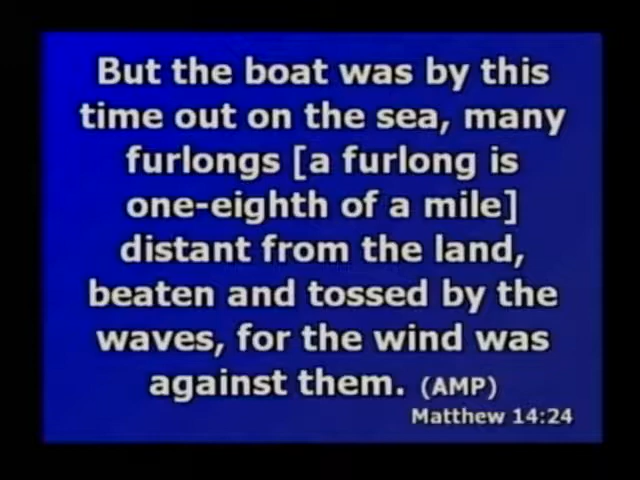 But the boat was by this
time out on the sea, many
furlongs [a furlong is
one-eighth of a mile]
distant from the land,
beaten and tossed by the
waves, for the wind was
against them. (AMP)
Matthew 14:24